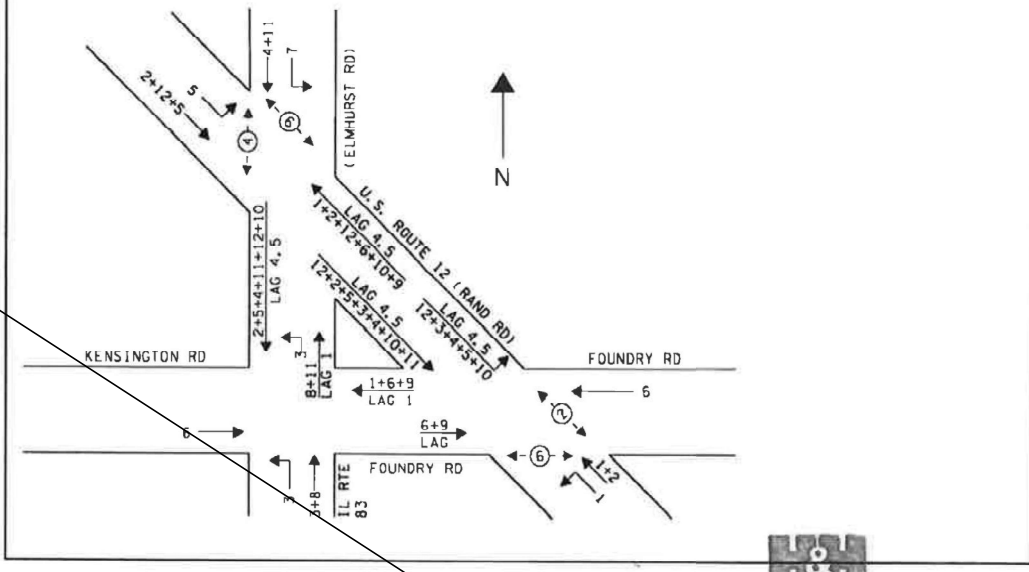 4+11
7
(ELMHURST RD)
2+12+5
5
4
9
N
U.S. ROUTE 12 (RAND RD)
LAG 4.5
1+2+12+6+10+9
2+5+4+11+12+10
LAG 4.5
LAG 4.5
12+2+5+3+4+10+11
LAG 4.5
12+3+4+5+10
KENSINGTON RD
3
8+11
LAG 1
FOUNDRY RD
1+6+9
LAG 1
6
2
6
6+9
LAG
6
1+2
1
FOUNDRY RD
3
3+8
IL RTE
83